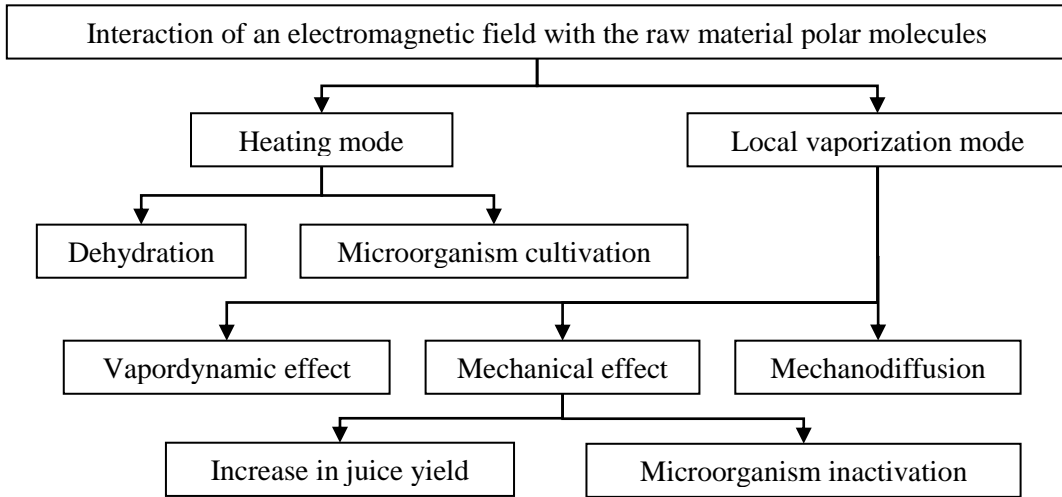 Interaction of an electromagnetic field with the raw material polar molecules
Heating mode
Local vaporization mode
Dehydration
Microorganism cultivation
Vapordynamic effect
Mechanical effect
Mechanodiffusion
Increase in juice yield
Microorganism inactivation